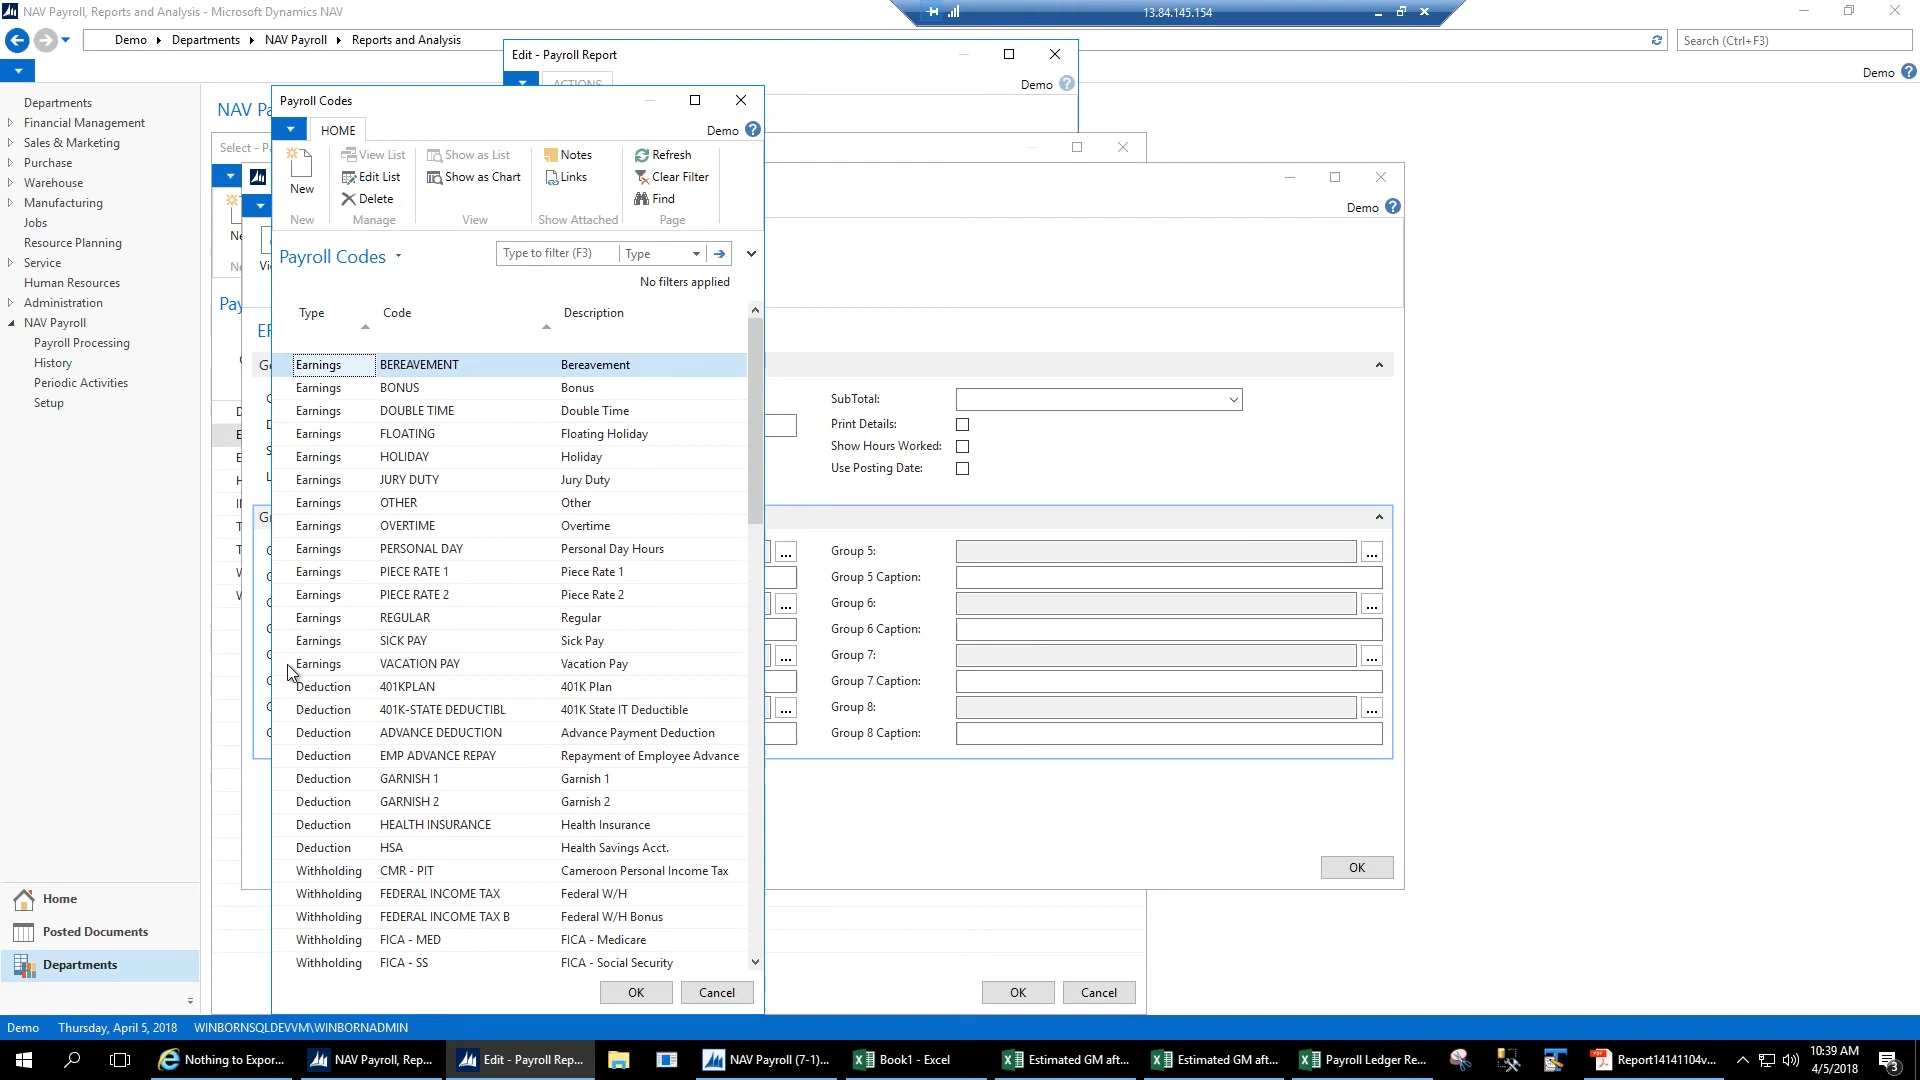 NAV Payroll, Reports and Analysis - Microsoft Dynamics NAV
13.84.145.154
Demo Departments NAV Payroll Reports and Analysis
Search (Ctrl+F3)
Demo
Departments
Financial Management
Sales & Marketing
Purchase
Warehouse
Manufacturing
Jobs
Resource Planning
Service
Human Resources
Administration
NAV Payroll
Payroll Processing
History
Periodic Activities
Setup
Home
Posted Documents
Departments
NAV Pa
Select - P
Ne
Ne
Pay
Edit - Payroll Report
ACTIONS
Demo
Demo
Vi
Payroll Codes
HOME
Demo
New
View List
Edit List
Delete
Show as List
Show as Chart
Notes
Links
Refresh
Clear Filter
Find
New Manage View Show Attached Page
Payroll Codes
Type to filter (F3) Type
No filters applied
Type Code Description
Earnings BEREAVEMENT Bereavement
Earnings BONUS Bonus
Earnings DOUBLE TIME Double Time
Earnings FLOATING Floating Holiday
Earnings HOLIDAY Holiday
Earnings JURY DUTY Jury Duty
Earnings OTHER Other
Earnings OVERTIME Overtime
Earnings PERSONAL DAY Personal Day Hours
Earnings PIECE RATE 1 Piece Rate 1
Earnings PIECE RATE 2 Piece Rate 2
Earnings REGULAR Regular
Earnings SICK PAY Sick Pay
Earnings VACATION PAY Vacation Pay
Deduction 401KPLAN 401K Plan
Deduction 401K-STATE DEDUCTIBL 401K State IT Deductible
Deduction ADVANCE DEDUCTION Advance Payment Deduction
Deduction EMP ADVANCE REPAY Repayment of Employee Advance
Deduction GARNISH 1 Garnish 1
Deduction GARNISH 2 Garnish 2
Deduction HEALTH INSURANCE Health Insurance
Deduction HSA Health Savings Acct.
Withholding CMR - PIT Cameroon Personal Income Tax
Withholding FEDERAL INCOME TAX Federal W/H
Withholding FEDERAL INCOME TAX B Federal W/H Bonus
Withholding FICA - MED FICA - Medicare
Withholding FICA - SS FICA - Social Security
OK Cancel
SubTotal:
Print Details:
Show Hours Worked:
Use Posting Date:
Group 5:
Group 5 Caption:
Group 6:
Group 6 Caption:
Group 7:
Group 7 Caption:
Group 8:
Group 8 Caption:
OK
OK Cancel
Demo Thursday, April 5, 2018 WINBORNSQLDEVVM\WINBORNADMIN
Nothing to Expor...
NAV Payroll, Rep...
Edit - Payroll Rep...
NAV Payroll (7-1)...
Book1 - Excel
Estimated GM aft...
Estimated GM aft...
Payroll Ledger Re...
Report14141104v...
10:39 AM
4/5/2018
3